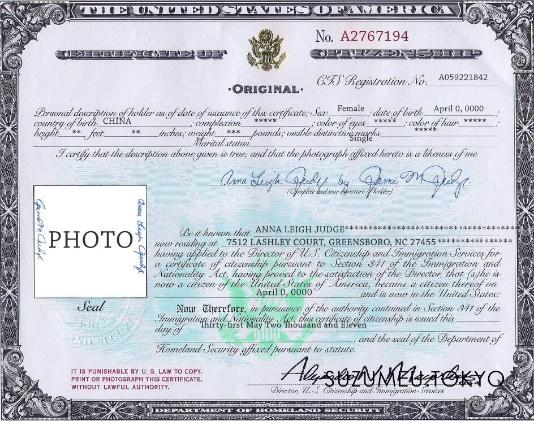 THE UNITED STATES OF AMERICA
No. A2767194
CERTIFICATE OF CITIZENSHIP
CIS Registration No. A059221842
·ORIGINAL·
Personal description of holder as of date of issuance of this certificate: Sex Female ; date of birth April 0, 0000 ;
country of birth CHINA ; complexion ***** ; color of eyes ***** ; color of hair *****
height ** feet ** inches; weight *** pounds; visible distinctive marks *****
Marital status Single
I certify that the description above given is true, and that the photograph affixed hereto is a likeness of me.
Anna Leigh Judge by
(Complete and true signature of holder)
PHOTO
Seal
Be it known that ANNA LEIGH JUDGE
now residing at 7512 LASHLEY COURT, GREENSBORO, NC 27455
having applied to the Director of U.S. Citizenship and Immigration Services for
a certificate of citizenship pursuant to Section 341 of the Immigration and
Nationality Act, having proved to the satisfaction of the Director that (s)he is
now a citizen of the United States of America, became a citizen thereof on
April 0, 0000 and is now in the United States.
Now Therefore, in pursuance of the authority contained in Section 341 of the
Immigration and Nationality Act, this certificate of citizenship is issued this
day of Thirty-first May Two Thousand and Eleven
and the seal of the Department of
Homeland Security affixed pursuant to statute.
IT IS PUNISHABLE BY U. S. LAW TO COPY,
PRINT OR PHOTOGRAPH THIS CERTIFICATE,
WITHOUT LAWFUL AUTHORITY.
SUZUMEU.TOKYO
Director, U.S. Citizenship and Immigration Services
DEPARTMENT OF HOMELAND SECURITY